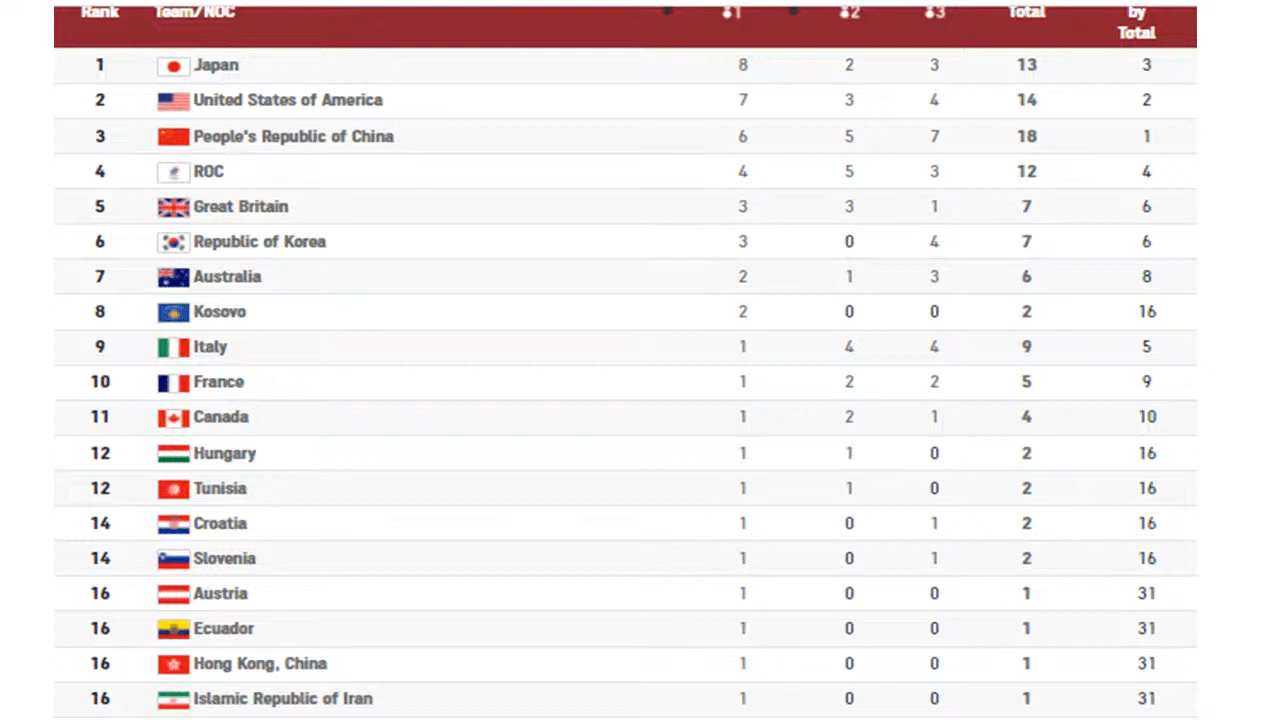 Rank Team/NOC 1 2 3 Total by
Total
1 Japan 8 2 3 13 3
2 United States of America 7 3 4 14 2
3 People's Republic of China 6 5 7 18 1
4 ROC 4 5 3 12 4
5 Great Britain 3 3 1 7 6
6 Republic of Korea 3 0 4 7 6
7 Australia 2 1 3 6 8
8 Kosovo 2 0 0 2 16
9 Italy 1 4 4 9 5
10 France 1 2 2 5 9
11 Canada 1 2 1 4 10
12 Hungary 1 1 0 2 16
12 Tunisia 1 1 0 2 16
14 Croatia 1 0 1 2 16
14 Slovenia 1 0 1 2 16
16 Austria 1 0 0 1 31
16 Ecuador 1 0 0 1 31
16 Hong Kong, China 1 0 0 1 31
16 Islamic Republic of Iran 1 0 0 1 31